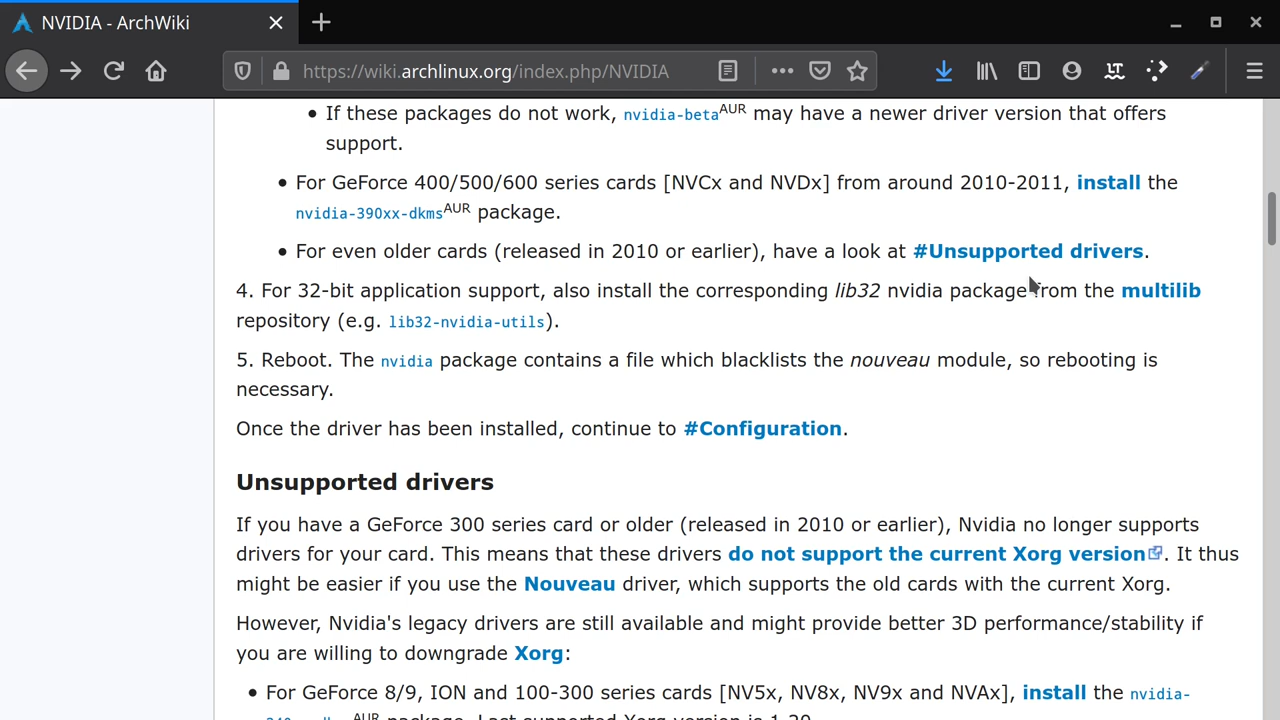 NVIDIA - ArchWiki
https://wiki.archlinux.org/index.php/NVIDIA
• If these packages do not work, nvidia-betaAUR may have a newer driver version that offers
support.
• For GeForce 400/500/600 series cards [NVCx and NVDx] from around 2010-2011, install the
nvidia-390xx-dkmsAUR package.
• For even older cards (released in 2010 or earlier), have a look at #Unsupported drivers.
4. For 32-bit application support, also install the corresponding lib32 nvidia package from the multilib
repository (e.g. lib32-nvidia-utils).
5. Reboot. The nvidia package contains a file which blacklists the nouveau module, so rebooting is
necessary.
Once the driver has been installed, continue to #Configuration.
Unsupported drivers
If you have a GeForce 300 series card or older (released in 2010 or earlier), Nvidia no longer supports
drivers for your card. This means that these drivers do not support the current Xorg version. It thus
might be easier if you use the Nouveau driver, which supports the old cards with the current Xorg.
However, Nvidia's legacy drivers are still available and might provide better 3D performance/stability if
you are willing to downgrade Xorg:
• For GeForce 8/9, ION and 100-300 series cards [NV5x, NV8x, NV9x and NVAx], install the nvidia-
AUR package. Last supported Xorg version is 1.20